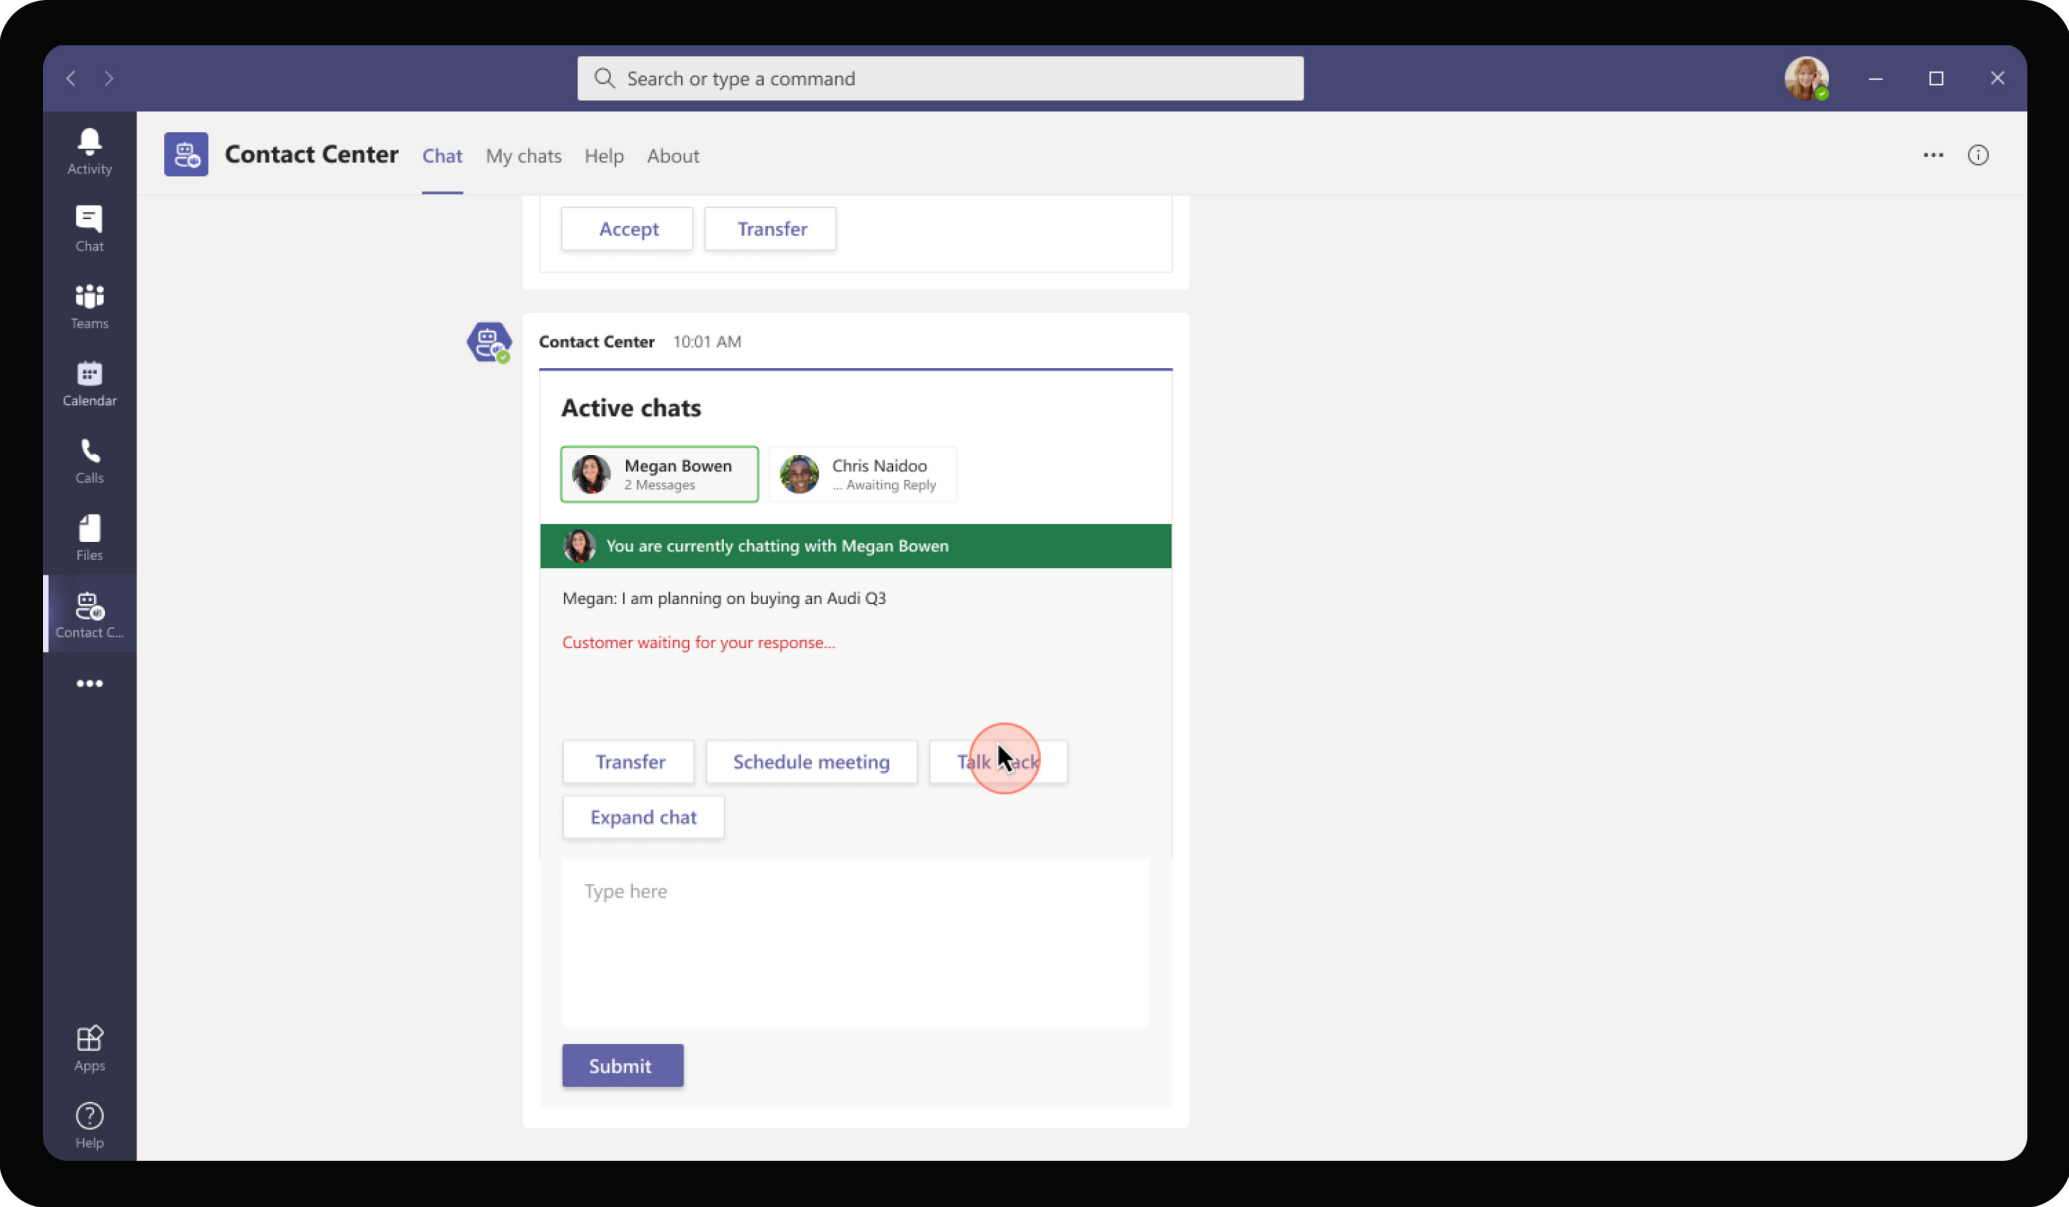 Search or type a command
Activity
Chat
Teams
Calendar
Calls
Files
Contact C...
Apps
Help
Contact Center Chat My chats Help About
Accept Transfer
Contact Center 10:01 AM
Active chats
Megan Bowen
2 Messages
Chris Naidoo
... Awaiting Reply
You are currently chatting with Megan Bowen
Megan: I am planning on buying an Audi Q3
Customer waiting for your response...
Transfer Schedule meeting Talk
Expand chat
Type here
Submit